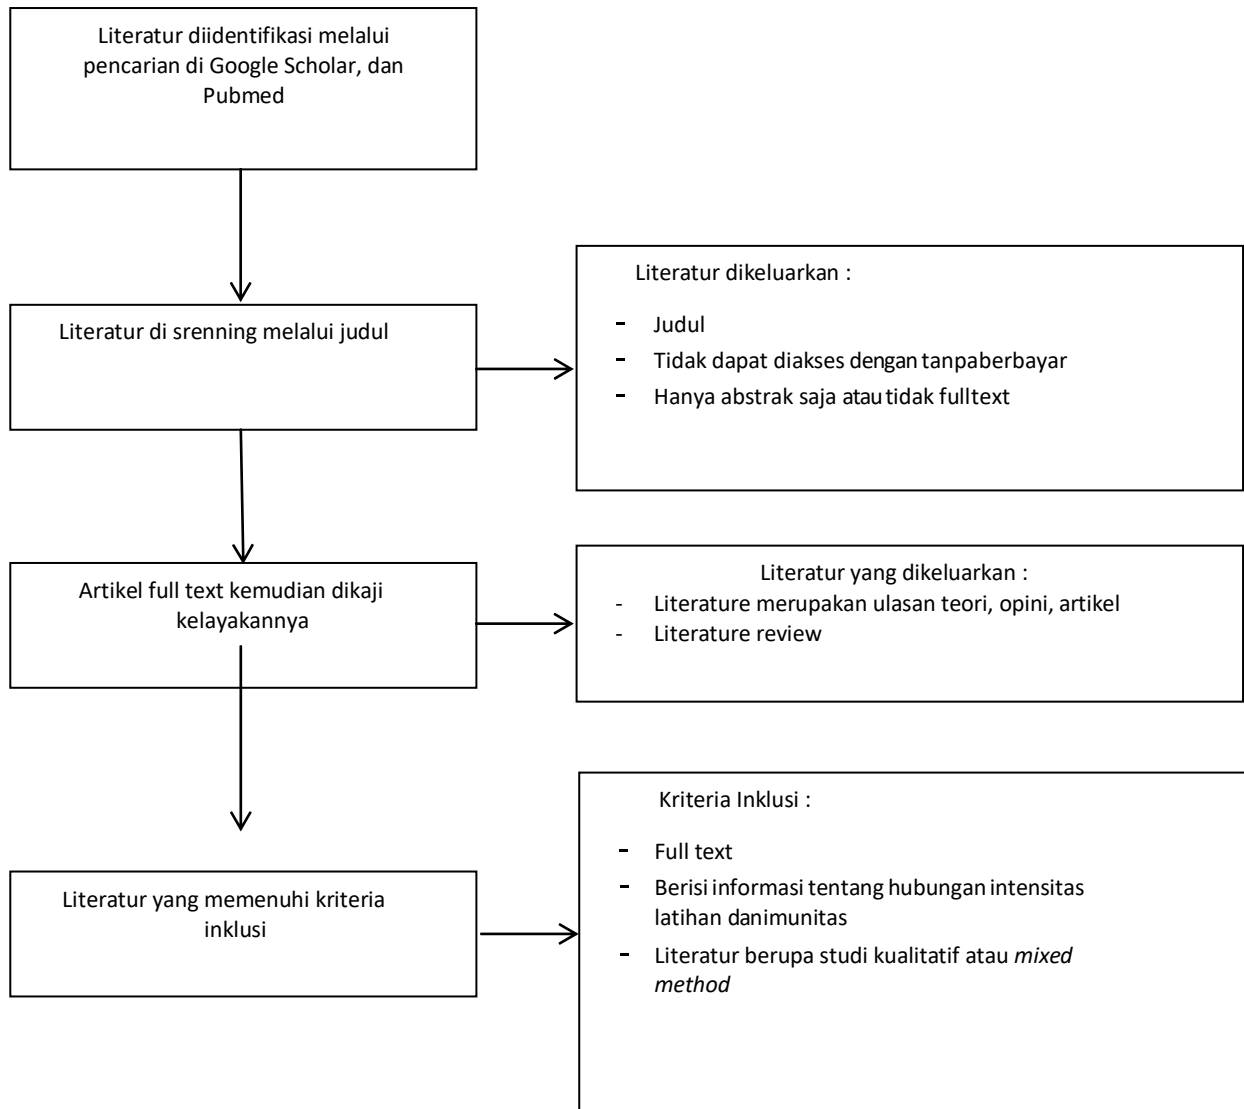 Literatur diidentifikasi melalui
pencarian di Google Scholar, dan
Pubmed
Literatur di srenning melalui judul
Literatur dikeluarkan :
- Judul
- Tidak dapat diakses dengan tanpaberbayar
- Hanya abstrak saja atau tidak fulltext
Artikel full text kemudian dikaji
kelayakannya
Literatur yang dikeluarkan :
- Literature merupakan ulasan teori, opini, artikel
- Literature review
Literatur yang memenuhi kriteria
inklusi
Kriteria Inklusi :
- Full text
- Berisi informasi tentang hubungan intensitas
latihan danimunitas
- Literatur berupa studi kualitatif atau mixed
method